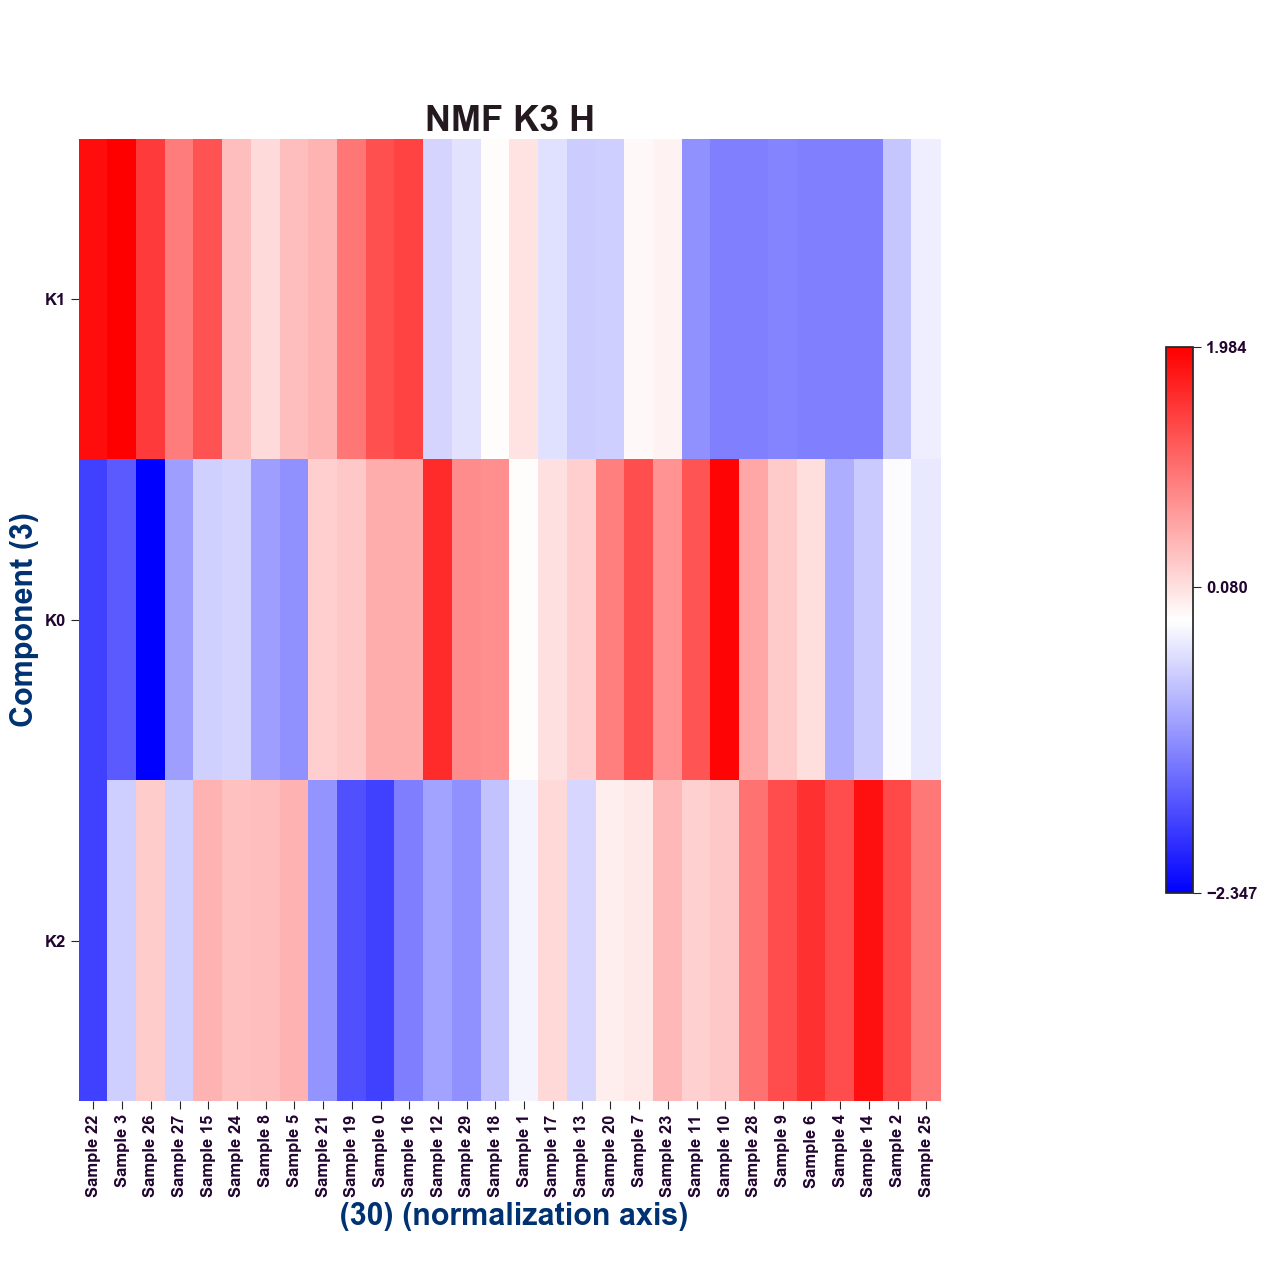 NMF K3 H
K1
K0
K2
Component (3)
Sample 22
Sample 3
Sample 26
Sample 27
Sample 15
Sample 24
Sample 8
Sample 5
Sample 21
Sample 19
Sample 0
Sample 16
Sample 12
Sample 29
Sample 18
Sample 1
Sample 17
Sample 13
Sample 20
Sample 7
Sample 23
Sample 11
Sample 10
Sample 28
Sample 9
Sample 6
Sample 4
Sample 14
Sample 2
Sample 25
(30) (normalization axis)
1.984
0.080
−2.347